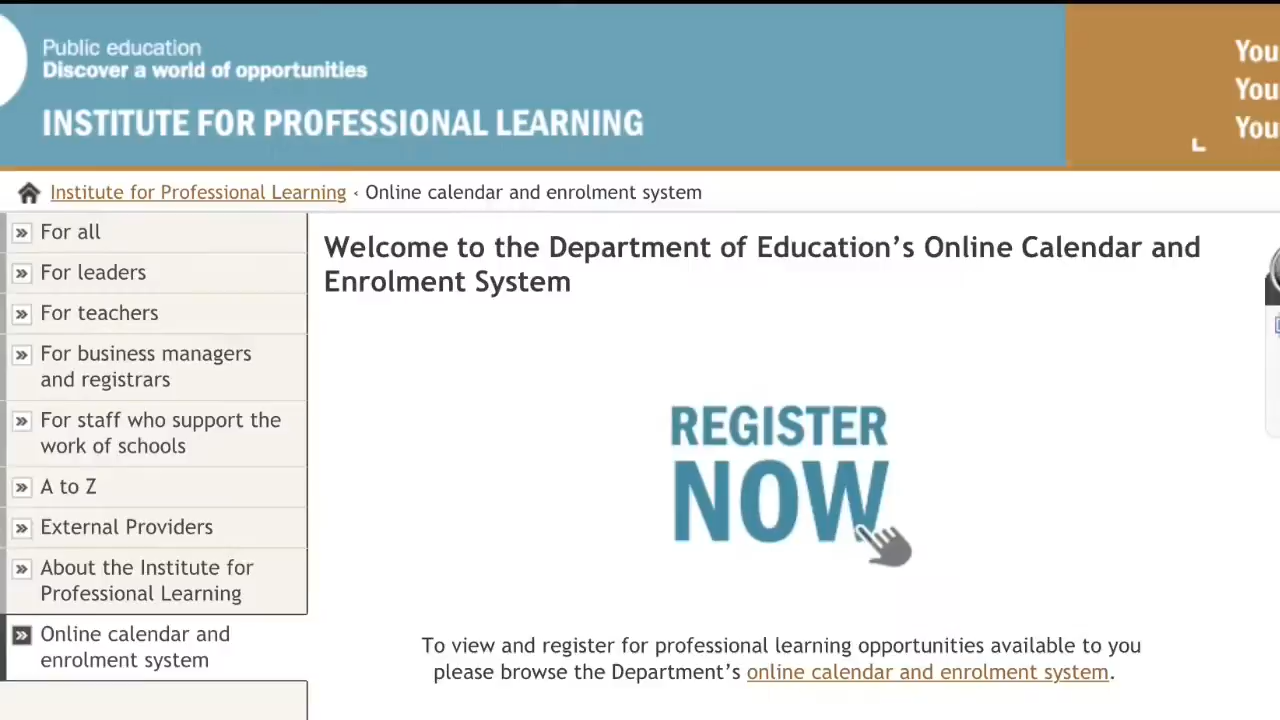 Public education
Discover a world of opportunities
INSTITUTE FOR PROFESSIONAL LEARNING
You
You
You
Institute for Professional Learning ‹ Online calendar and enrolment system
For all
For leaders
For teachers
For business managers
and registrars
For staff who support the
work of schools
A to Z
External Providers
About the Institute for
Professional Learning
Online calendar and
enrolment system
Welcome to the Department of Education’s Online Calendar and
Enrolment System
REGISTER
NOW
To view and register for professional learning opportunities available to you
please browse the Department’s online calendar and enrolment system.